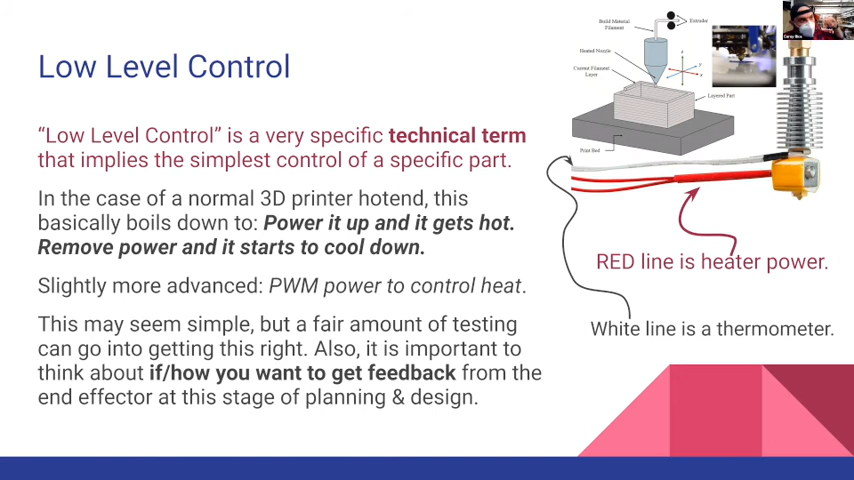 Low Level Control
“Low Level Control” is a very specific technical term
that implies the simplest control of a specific part.
In the case of a normal 3D printer hotend, this
basically boils down to: Power it up and it gets hot.
Remove power and it starts to cool down.
Slightly more advanced: PWM power to control heat.
This may seem simple, but a fair amount of testing
can go into getting this right. Also, it is important to
think about if/how you want to get feedback from the
end effector at this stage of planning & design.
Build Material
Filament
Extruder
Heated Nozzle
Current Filament
Layer
z
y
x
Layered Part
Print Bed
RED line is heater power.
White line is a thermometer.